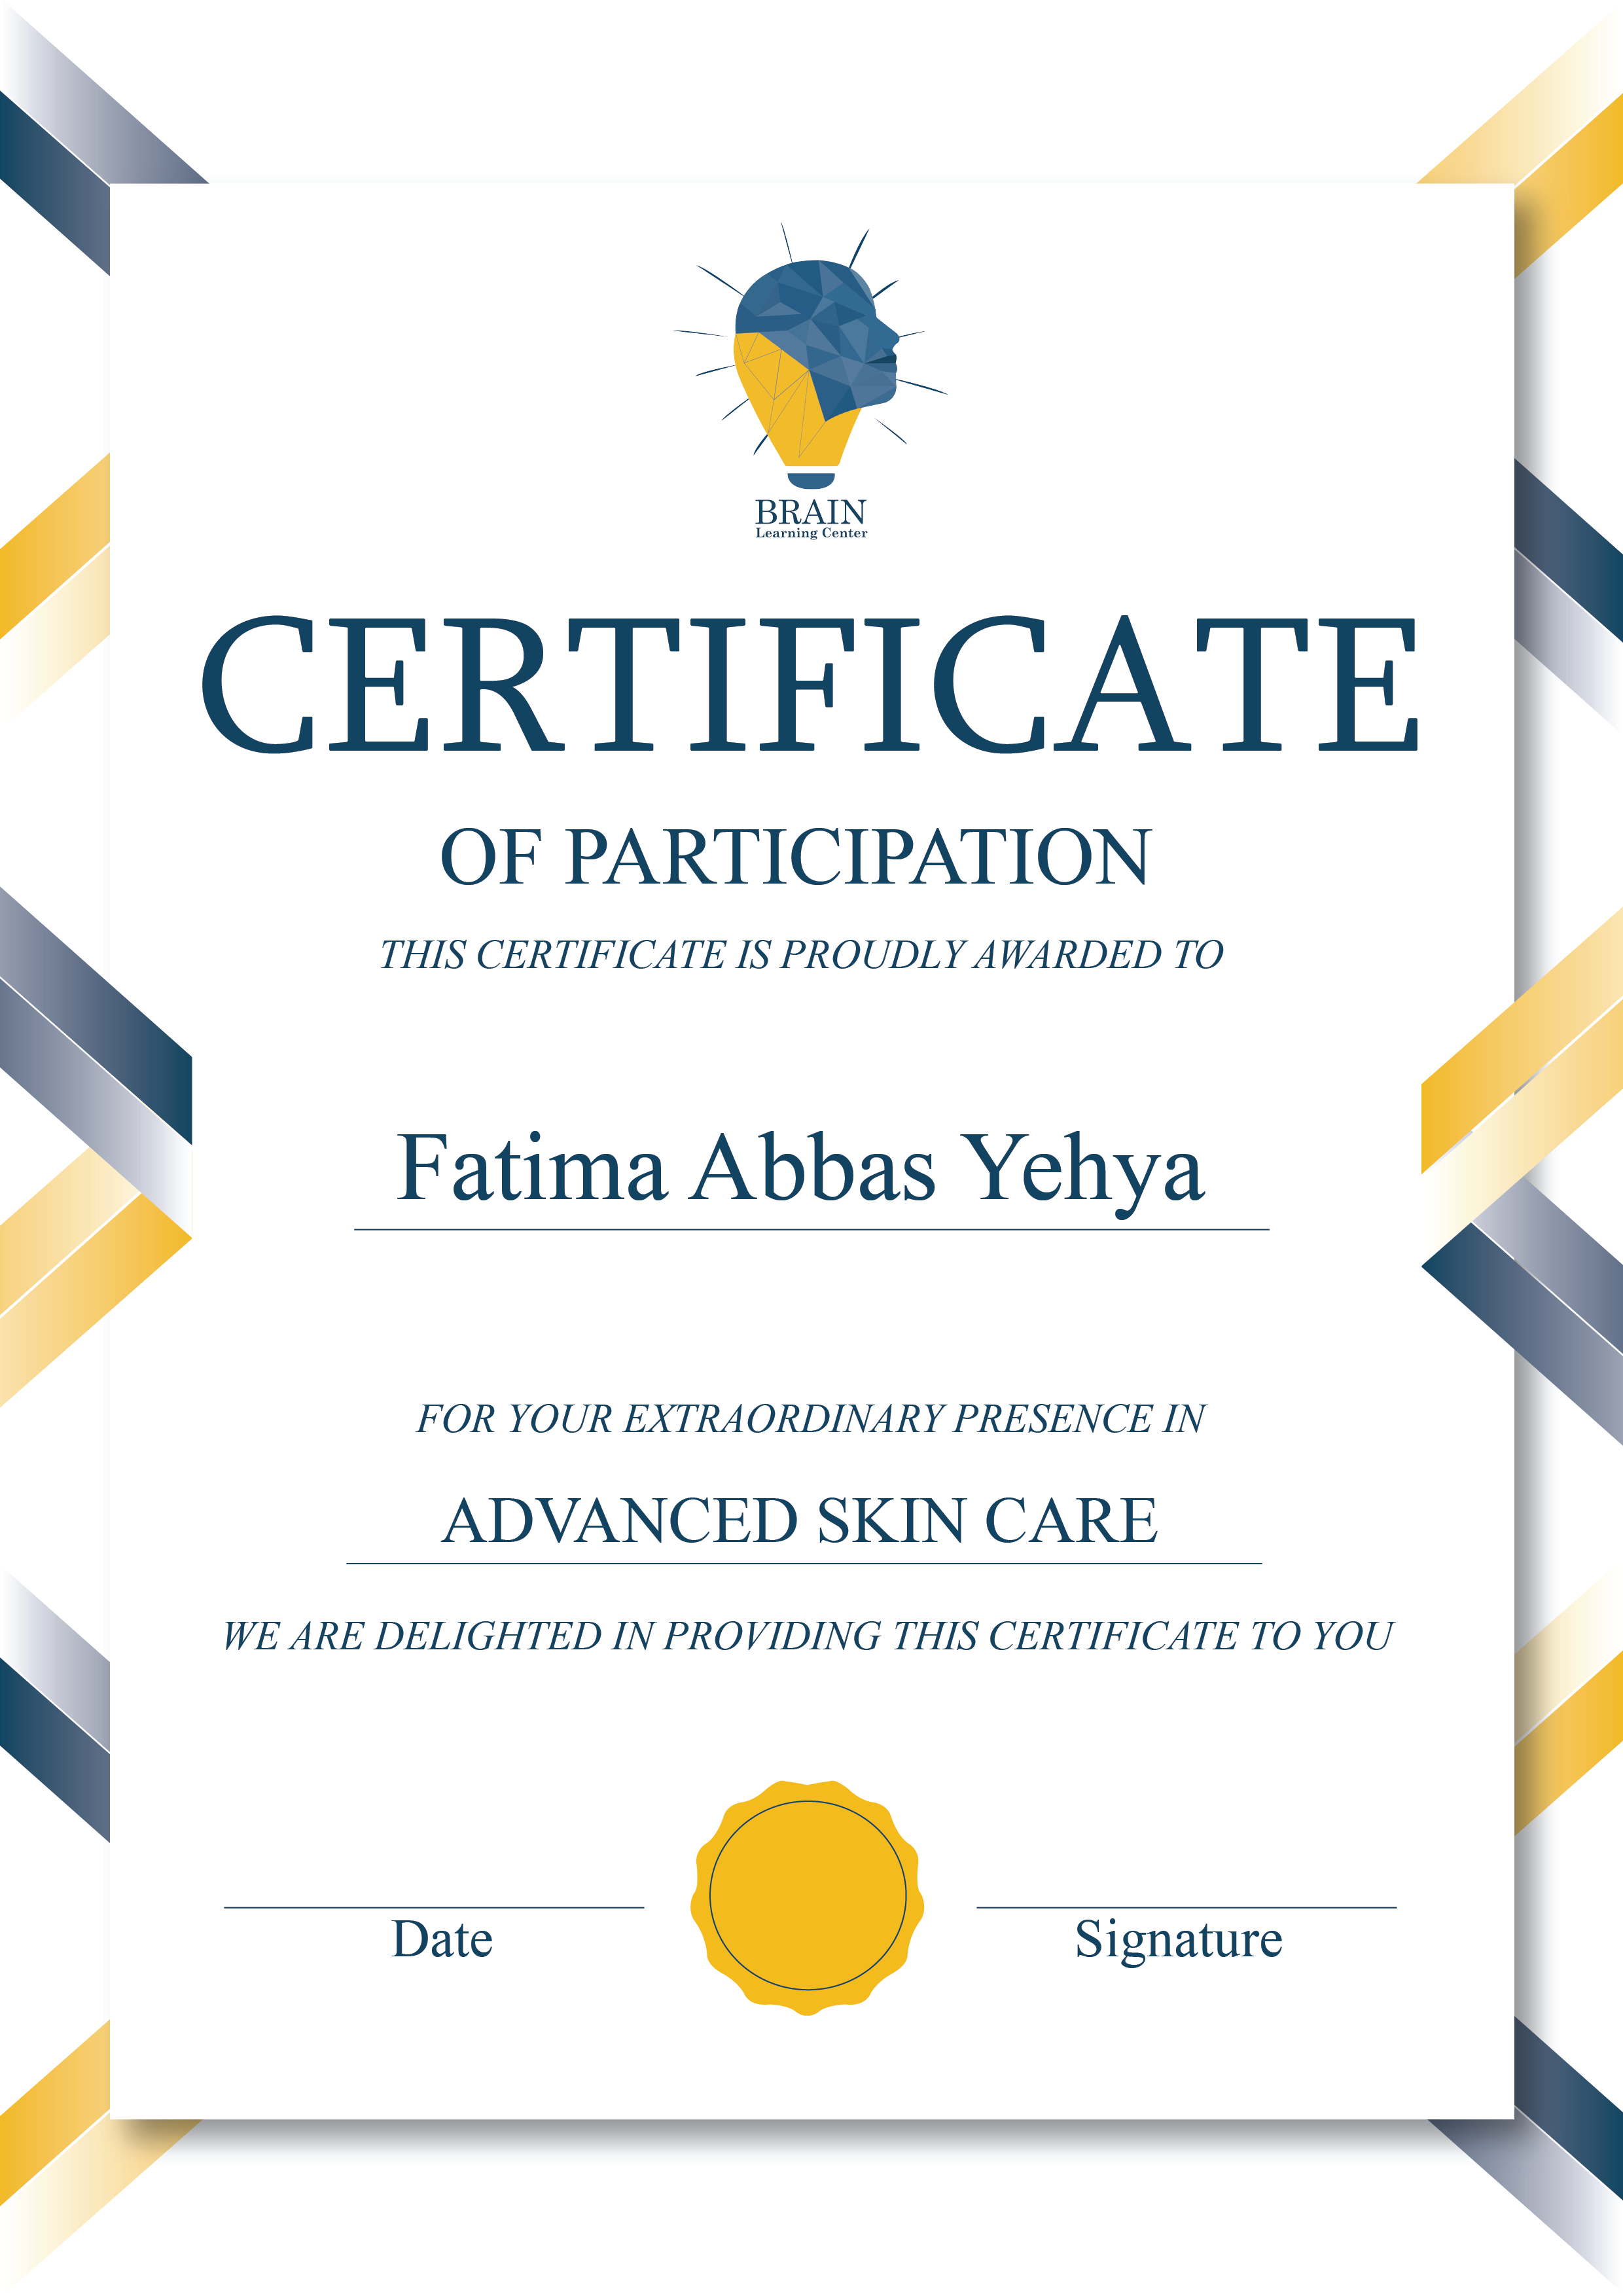 BRAIN
Learning Center
CERTIFICATE
OF PARTICIPATION
THIS CERTIFICATE IS PROUDLY AWARDED TO
Fatima Abbas Yehya
FOR YOUR EXTRAORDINARY PRESENCE IN
ADVANCED SKIN CARE
WE ARE DELIGHTED IN PROVIDING THIS CERTIFICATE TO YOU
Date
Signature